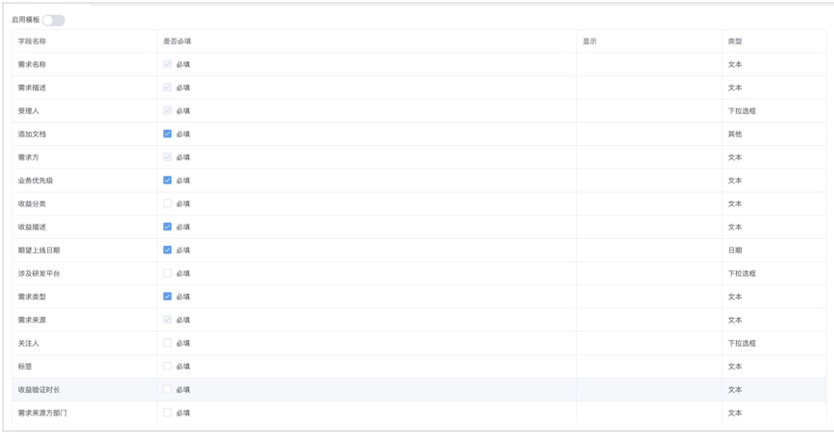 启用模板
字段名称 是否必填 显示 类型
需求名称 必填 文本
需求描述 必填 文本
受理人 必填 下拉选框
添加文档 必填 其他
需求方 必填 文本
业务优先级 必填 文本
收益分类 必填 文本
收益描述 必填 文本
期望上线日期 必填 日期
涉及研发平台 必填 下拉选框
需求类型 必填 文本
需求来源 必填 文本
关注人 必填 下拉选框
标签 必填 文本
收益验证时长 必填 文本
需求来源方部门 必填 文本